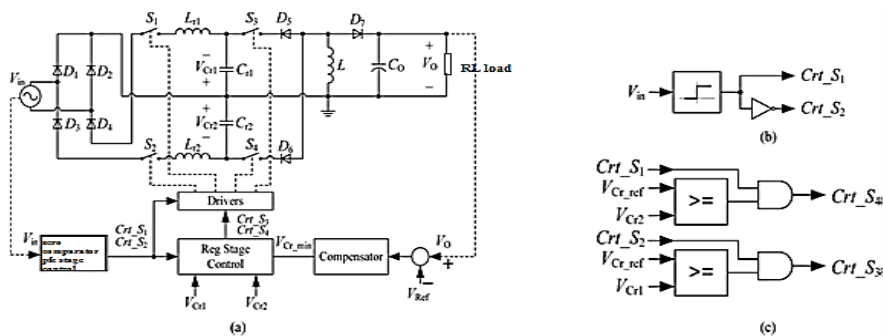 S1 Lr1 S3 D5 D7
D1 D2
Vin
VCr1 Cr1
L
CO
VO
RL load
D3 D4
VCr2 Cr2
S2 Lr2 S4 D6
Drivers
Crt_S1
Crt_S2
Crt_S3
Crt_S4
Vin
zero
comparator
pfc stage
control
Reg Stage
Control
VCr_min
Compensator
VO
+
−
VRef
VCr1 VCr2
(a)
Vin
Crt_S1
Crt_S2
(b)
Crt_S1
VCr_ref
VCr2
>=
Crt_S4
Crt_S2
VCr_ref
VCr1
>=
Crt_S3
(c)